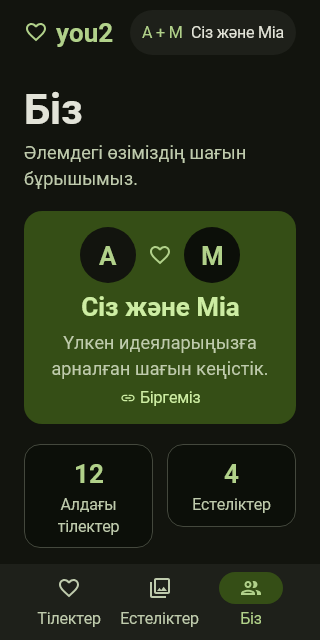 you2
A + M Сіз және Mia
Біз
Әлемдегі өзіміздің шағын
бұрышымыз.
A
M
Сіз және Mia
Үлкен идеяларыңызға
арналған шағын кеңістік.
Біргеміз
12
Алдағы
тілектер
4
Естеліктер
Тілектер
Естеліктер
Біз